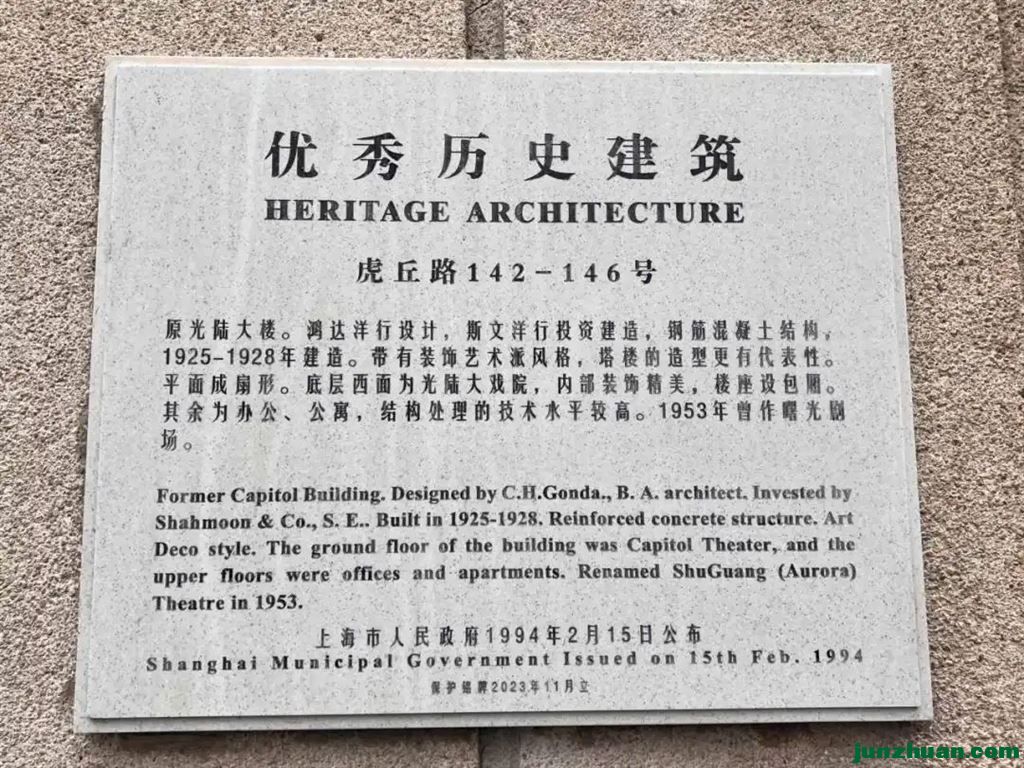 优秀历史建筑
HERITAGE ARCHITECTURE
虎丘路142－146号
原光陆大楼。鸿达洋行设计，斯文洋行投资建造，钢筋混凝土结构，
1925-1928年建造。带有装饰艺术派风格，塔楼的造型更有代表性。
平面成扇形。底层西面为光陆大戏院，内部装饰精美，楼座设包厢。
其余为办公、公寓，结构处理的技术水平较高。1953年曾作曙光剧
场。
Former Capitol Building. Designed by C.H.Gonda., B. A. architect. Invested by
Shahmoon & Co., S. E.. Built in 1925-1928. Reinforced concrete structure. Art
Deco style. The ground floor of the building was Capitol Theater, and the
upper floors were offices and apartments. Renamed ShuGuang (Aurora)
Theatre in 1953.
上海市人民政府1994年2月15日公布
Shanghai Municipal Government Issued on 15th Feb. 1994
保护铭牌2023年11月立
junzhuan.com